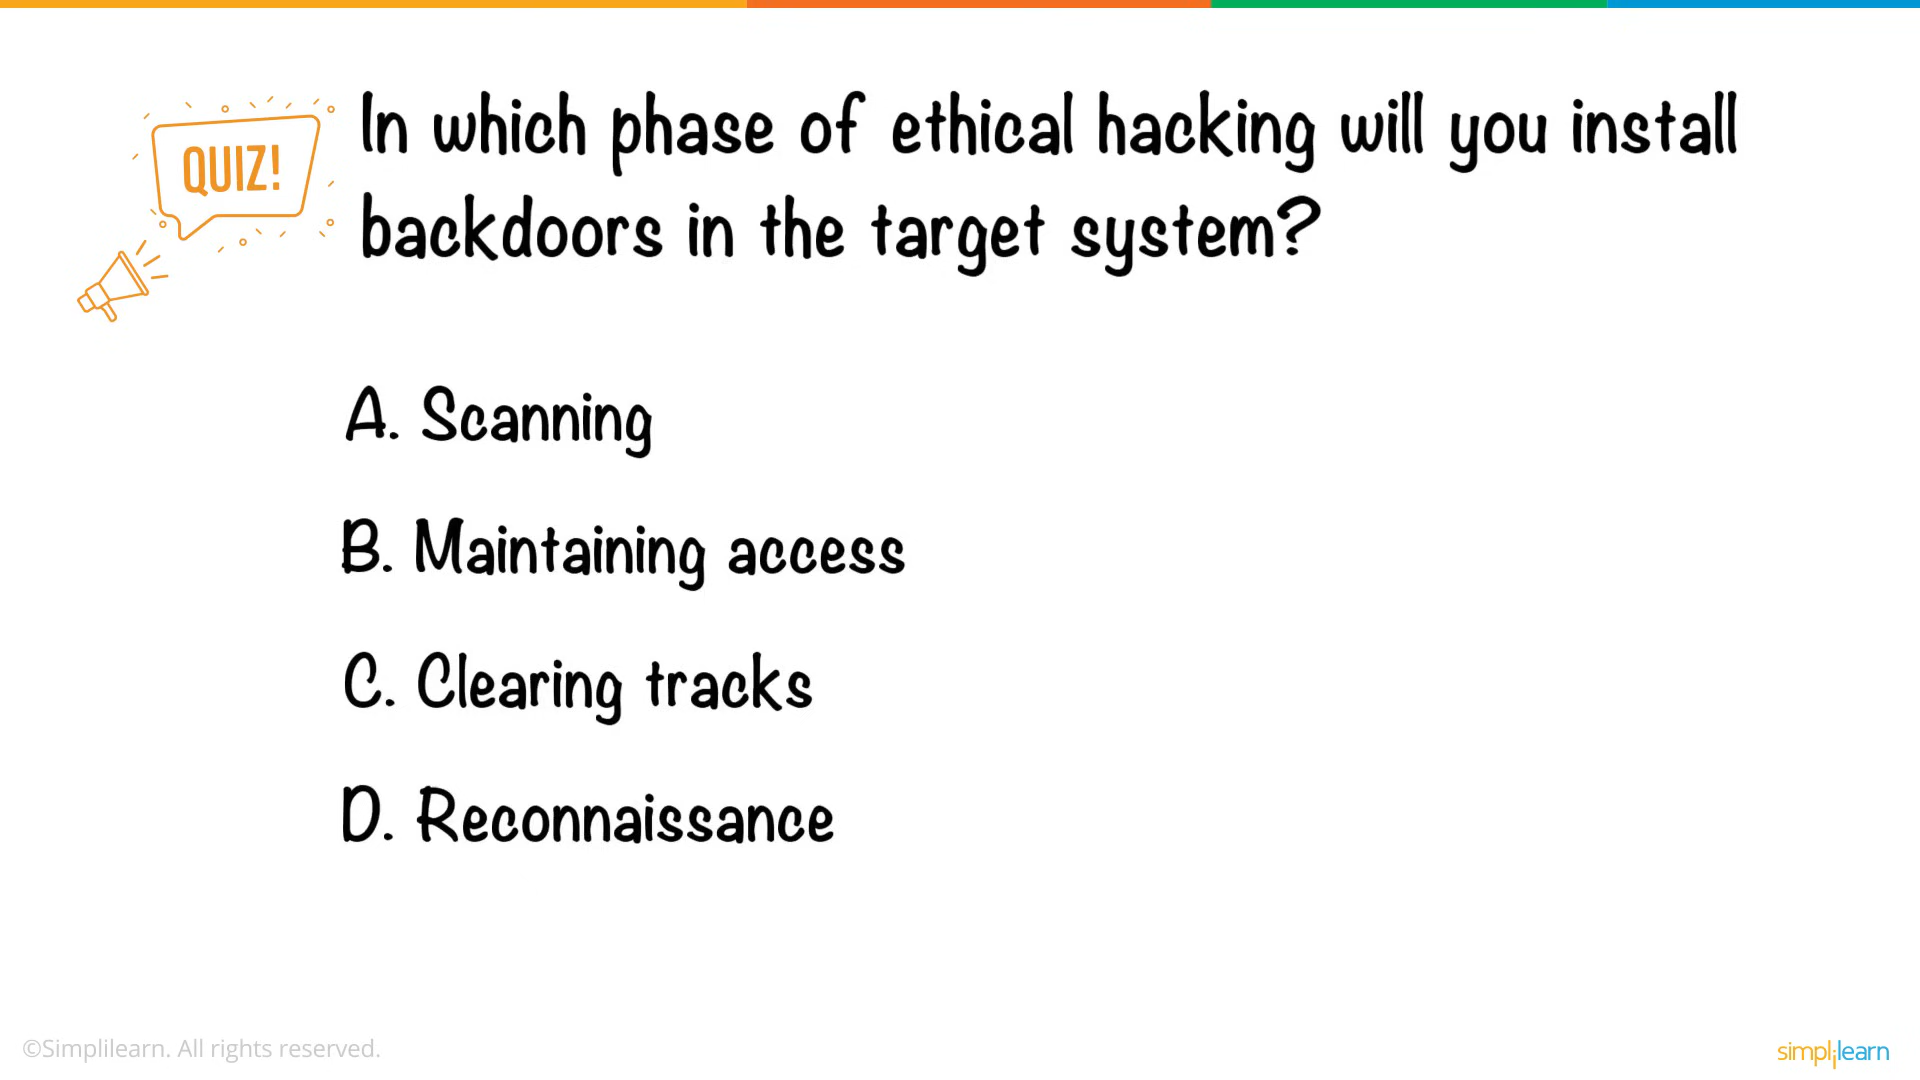 QUIZ!
In which phase of ethical hacking will you install
backdoors in the target system?
A. Scanning
B. Maintaining access
C. Clearing tracks
D. Reconnaissance
©Simplilearn. All rights reserved.
simplilearn